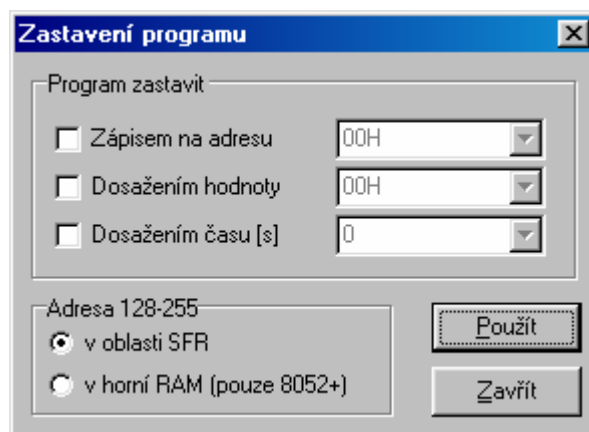 Zastavení programu
Program zastavit
Zápisem na adresu 00H
Dosažením hodnoty 00H
Dosažením času [s] 0
Adresa 128-255
v oblasti SFR
v horní RAM (pouze 8052+)
Použít
Zavřít